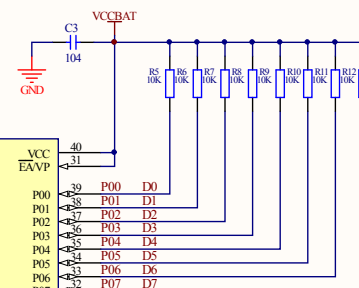 VCCBAT
C3
104
GND
R5 R6 R7 R8 R9 R10 R11 R12
10K 10K 10K 10K 10K 10K 10K 10K
VCC 40
EA/VP 31
P00 39 P00 D0
P01 38 P01 D1
P02 37 P02 D2
P03 36 P03 D3
P04 35 P04 D4
P05 34 P05 D5
P06 33 P06 D6
32 P07 D7